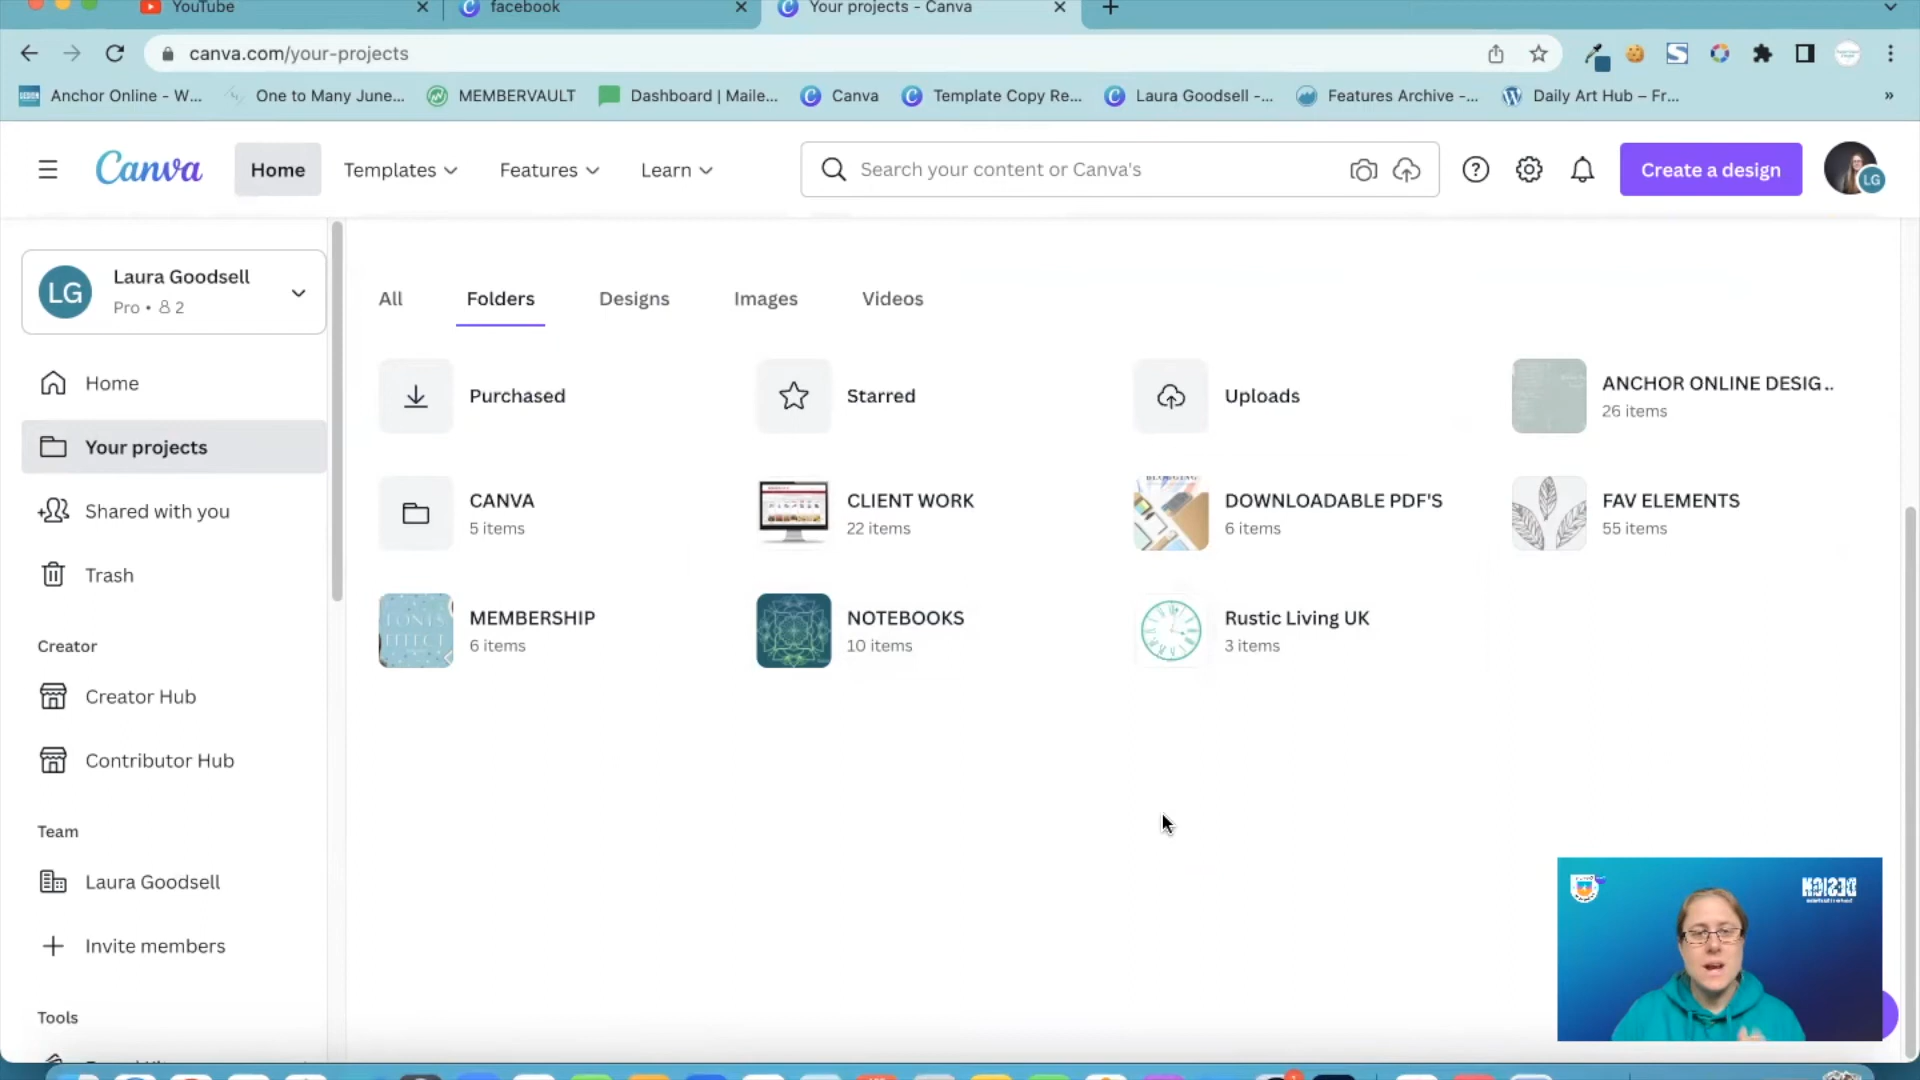 YouTube
facebook
Your projects - Canva
canva.com/your-projects
Anchor Online - W...
One to Many June...
MEMBERVAULT
Dashboard | Maile...
Canva
Template Copy Re...
Laura Goodsell -...
Features Archive -...
Daily Art Hub – Fr...
»
Canva
Home
Templates
Features
Learn
Search your content or Canva's
Create a design
LG
LG
Laura Goodsell
Pro • 2
Home
Your projects
Shared with you
Trash
Creator
Creator Hub
Contributor Hub
Team
Laura Goodsell
Invite members
Tools
All
Folders
Designs
Images
Videos
Purchased
Starred
Uploads
ANCHOR ONLINE DESIG..
26 items
CANVA
5 items
CLIENT WORK
22 items
DOWNLOADABLE PDF'S
6 items
FAV ELEMENTS
55 items
MEMBERSHIP
6 items
NOTEBOOKS
10 items
Rustic Living UK
3 items